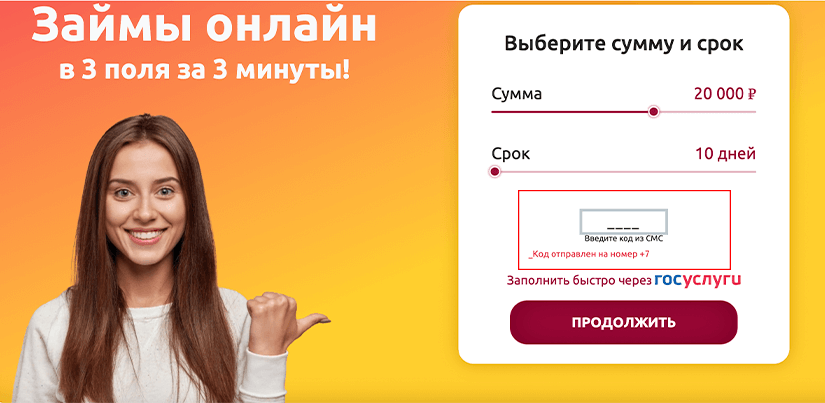 Займы онлайн
в 3 поля за 3 минуты!
Выберите сумму и срок
Сумма 20 000 ₽
Срок 10 дней
_ _ _ _
Введите код из СМС
_Код отправлен на номер +7
Заполнить быстро через госуслуги
ПРОДОЛЖИТЬ